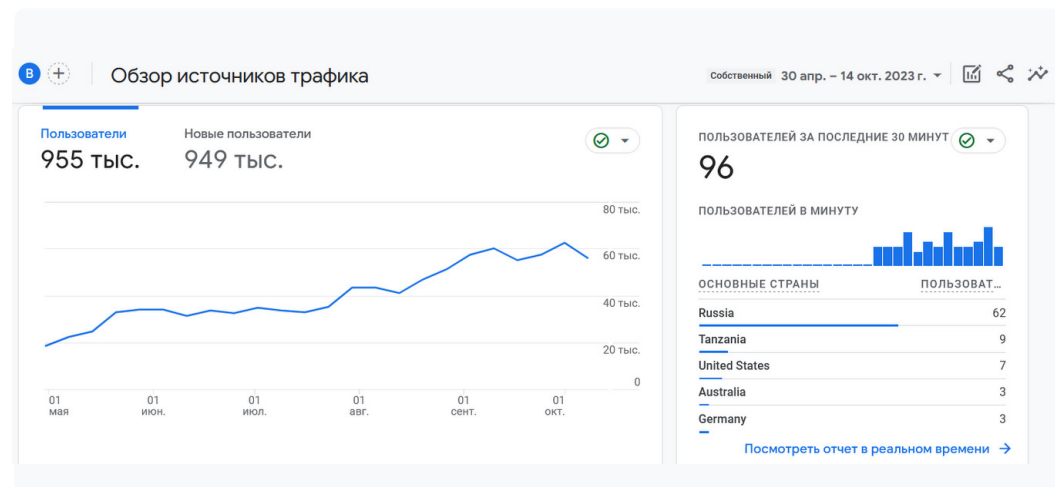 B
Обзор источников трафика
Собственный 30 апр. – 14 окт. 2023 г.
Пользователи
955 тыс.
Новые пользователи
949 тыс.
80 тыс.
60 тыс.
40 тыс.
20 тыс.
0
01 мая
01 июн.
01 июл.
01 авг.
01 сент.
01 окт.
ПОЛЬЗОВАТЕЛЕЙ ЗА ПОСЛЕДНИЕ 30 МИНУТ
96
ПОЛЬЗОВАТЕЛЕЙ В МИНУТУ
ОСНОВНЫЕ СТРАНЫ ПОЛЬЗОВАТ...
Russia 62
Tanzania 9
United States 7
Australia 3
Germany 3
Посмотреть отчет в реальном времени →